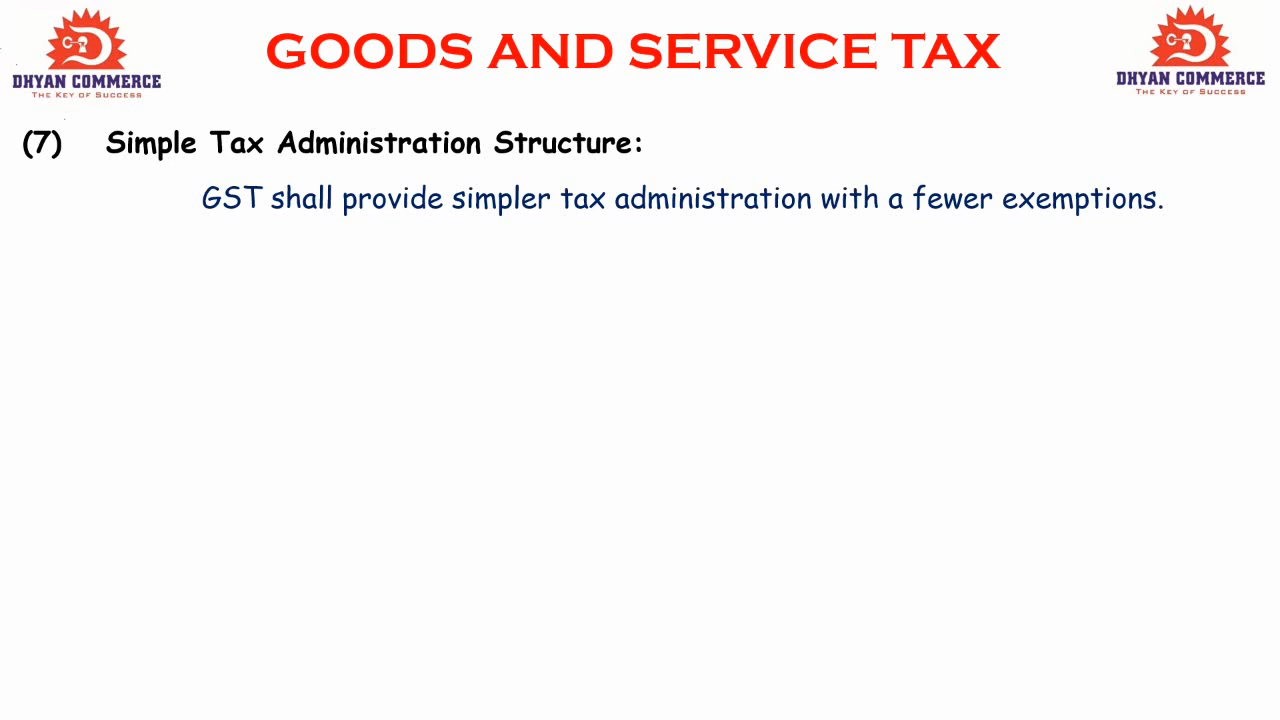 DHYAN COMMERCE
The Key of Success
GOODS AND SERVICE TAX
DHYAN COMMERCE
The Key of Success
(7) Simple Tax Administration Structure:
GST shall provide simpler tax administration with a fewer exemptions.